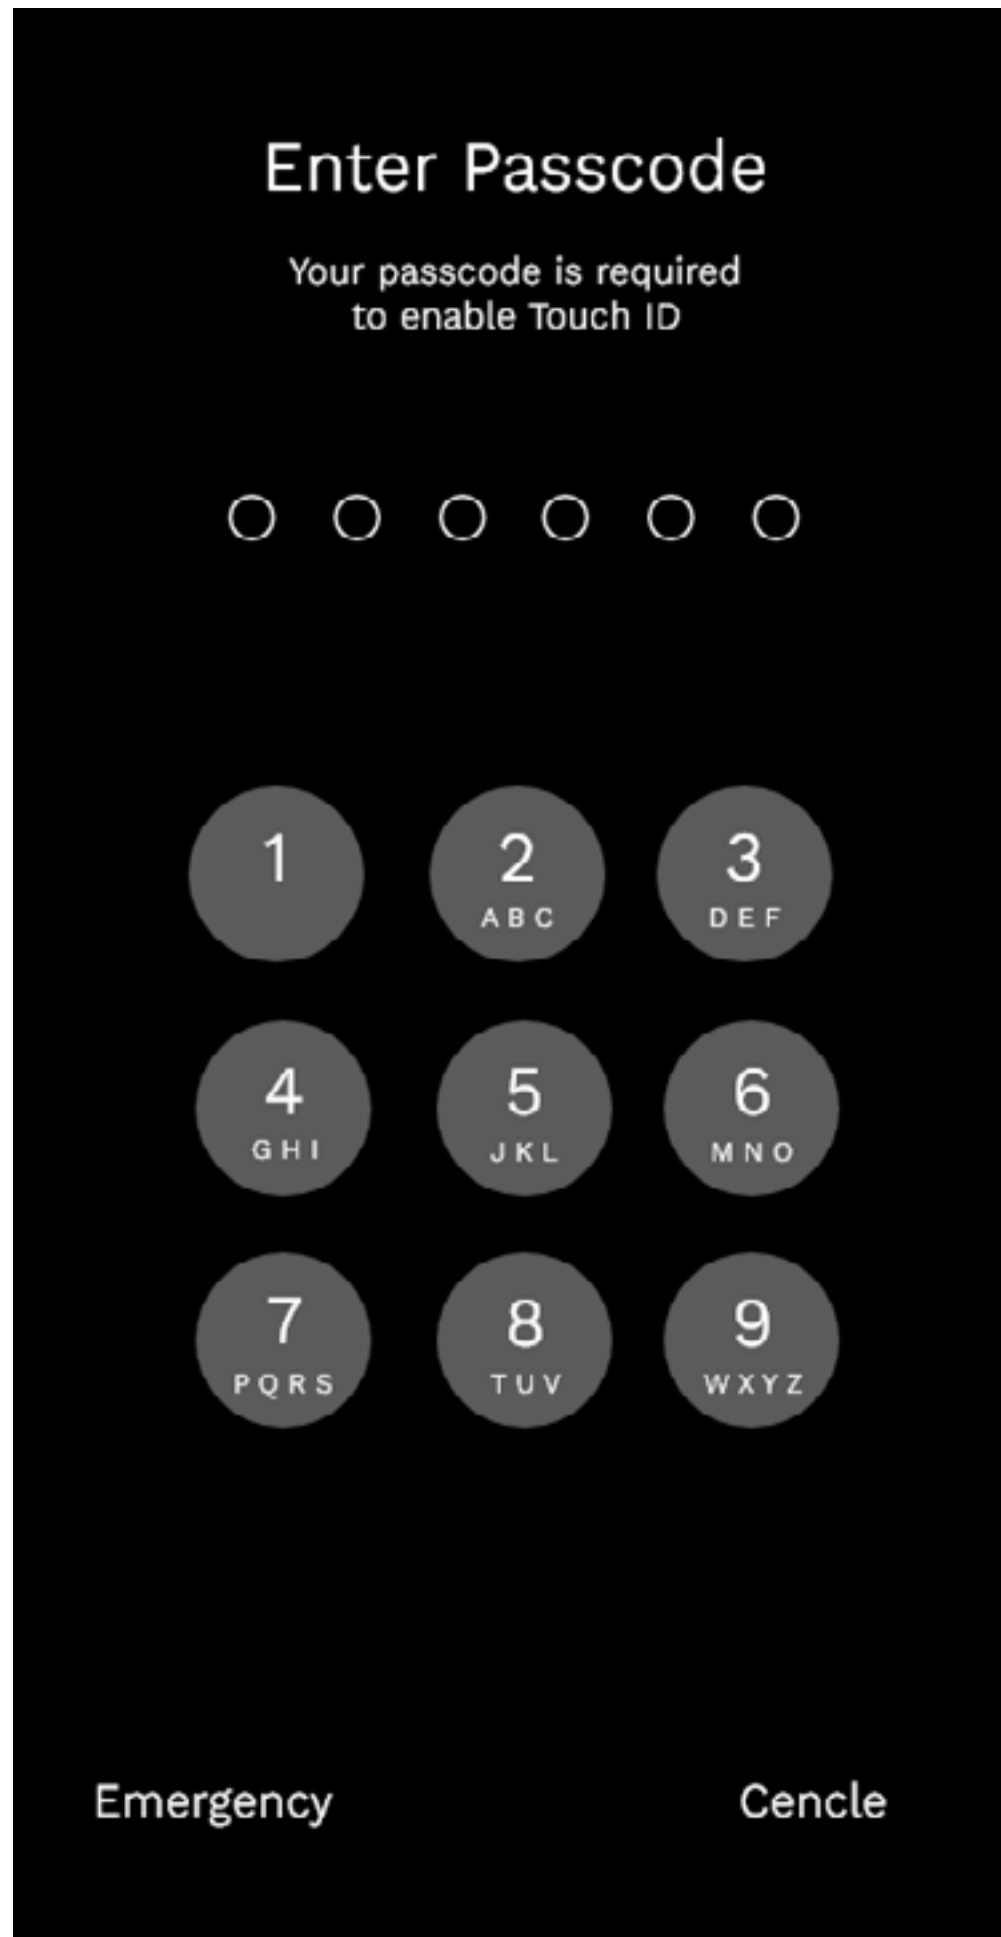 Enter Passcode
Your passcode is required
to enable Touch ID
1 2 3
ABC DEF
4 5 6
GHI JKL MNO
7 8 9
PQRS TUV WXYZ
Emergency Cencle